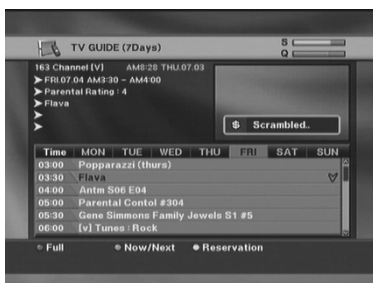 TV GUIDE (7Days)
S
Q
163 Channel [V] AM8:28 THU.07.03
FRI.07.04 AM3:30 - AM4:00
Parental Rating : 4
Flava
$ Scrambled..
Time MON TUE WED THU FRI SAT SUN
03:00 Popparazzi (thurs)
03:30 Flava
04:00 Antm S06 E04
05:00 Parental Contol #304
05:30 Gene Simmons Family Jewels S1 #5
06:00 [v] Tunes : Rock
Full Now/Next Reservation